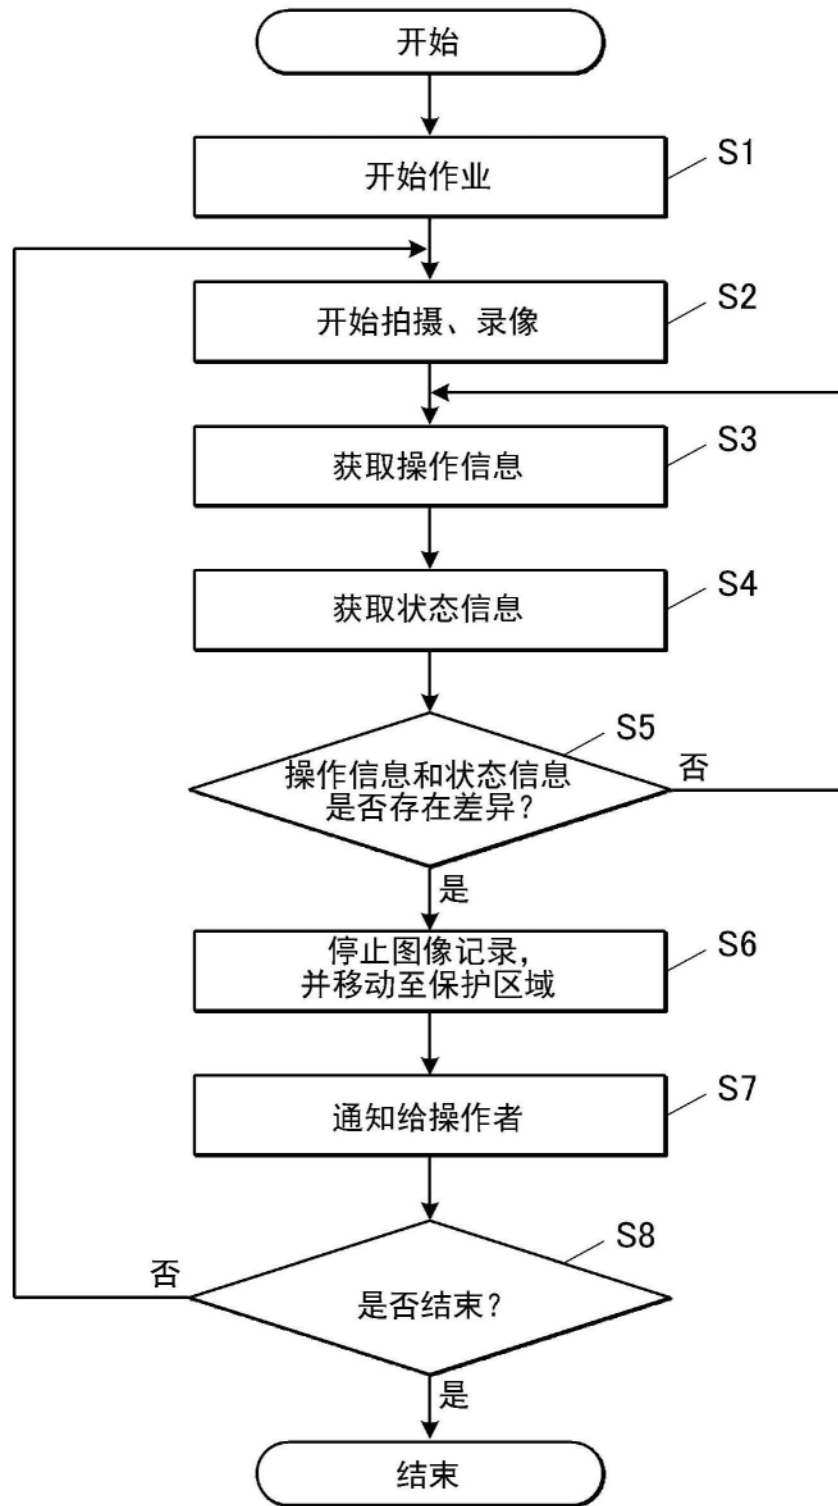 开始
S1
开始作业
S2
开始拍摄、录像
S3
获取操作信息
S4
获取状态信息
S5
操作信息和状态信息
是否存在差异?
否
是
S6
停止图像记录,
并移动至保护区域
S7
通知给操作者
S8
否
是否结束?
是
结束